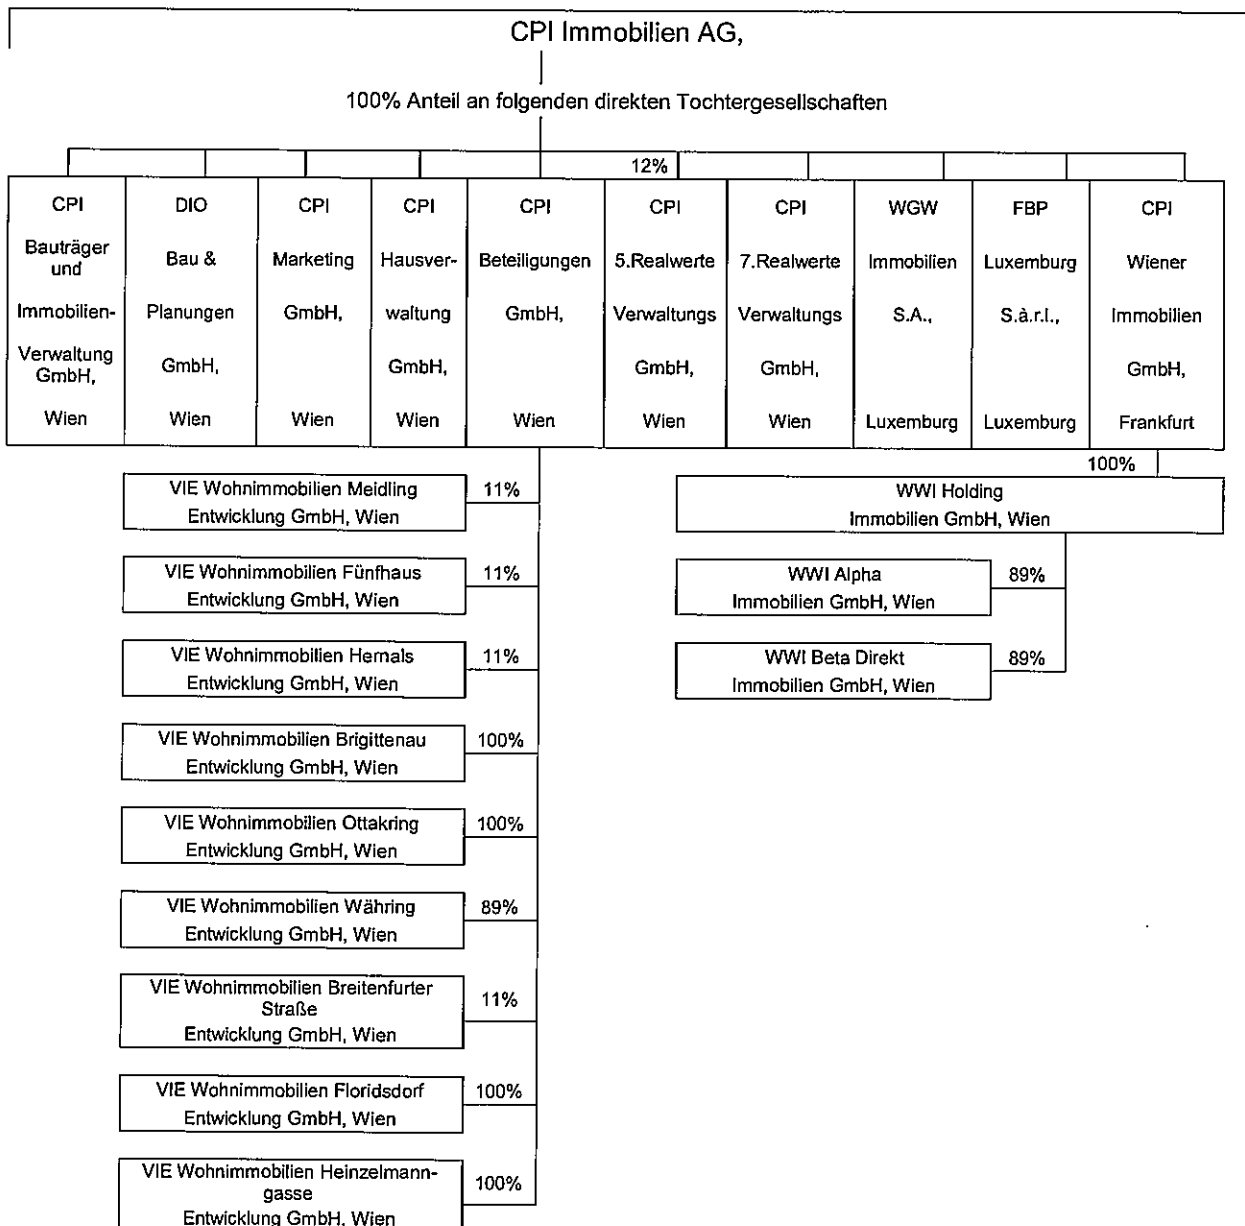 CPI Immobilien AG,
100% Anteil an folgenden direkten Tochtergesellschaften
12%
CPI
Bauträger
und
Immobilien-
Verwaltung
GmbH,
Wien
DIO
Bau &
Planungen
GmbH,
Wien
CPI
Marketing
GmbH,
Wien
CPI
Hausver-
waltung
GmbH,
Wien
CPI
Beteiligungen
GmbH,
Wien
CPI
5.Realwerte
Verwaltungs
GmbH,
Wien
CPI
7.Realwerte
Verwaltungs
GmbH,
Wien
WGW
Immobilien
S.A.,
Luxemburg
FBP
Luxemburg
S.à.r.l.,
Luxemburg
CPI
Wiener
Immobilien
GmbH,
Frankfurt
VIE Wohnimmobilien Meidling
Entwicklung GmbH, Wien
11%
VIE Wohnimmobilien Fünfhaus
Entwicklung GmbH, Wien
11%
VIE Wohnimmobilien Hernals
Entwicklung GmbH, Wien
11%
VIE Wohnimmobilien Brigittenau
Entwicklung GmbH, Wien
100%
VIE Wohnimmobilien Ottakring
Entwicklung GmbH, Wien
100%
VIE Wohnimmobilien Währing
Entwicklung GmbH, Wien
89%
VIE Wohnimmobilien Breitenfurter
Straße
Entwicklung GmbH, Wien
11%
VIE Wohnimmobilien Floridsdorf
Entwicklung GmbH, Wien
100%
VIE Wohnimmobilien Heinzelmann-
gasse
Entwicklung GmbH, Wien
100%
100%
WWI Holding
Immobilien GmbH, Wien
WWI Alpha
Immobilien GmbH, Wien
89%
WWI Beta Direkt
Immobilien GmbH, Wien
89%